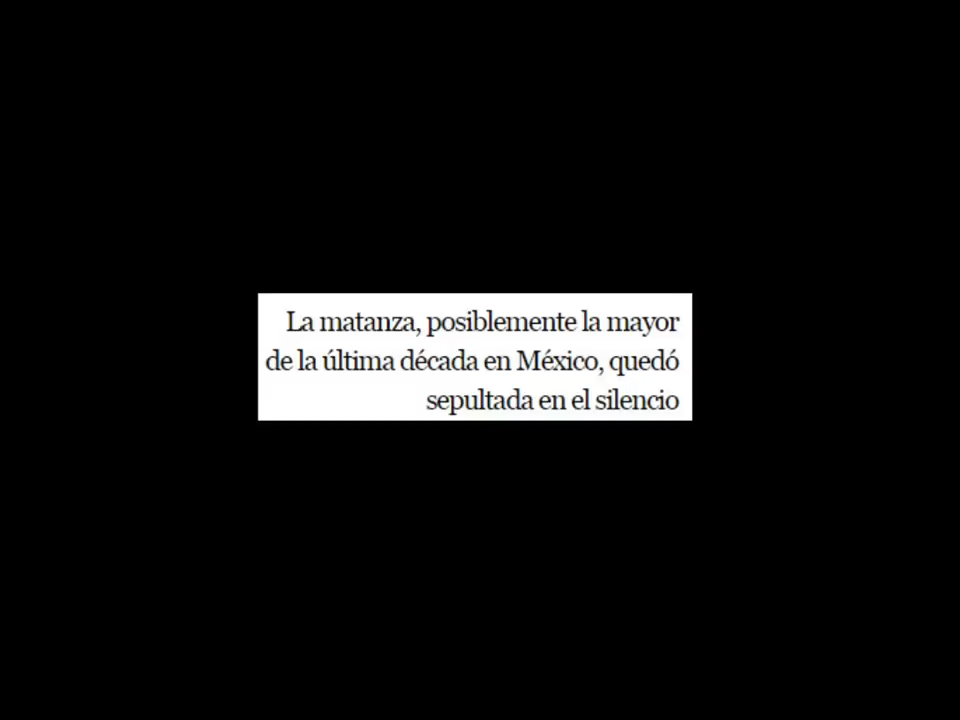 La matanza, posiblemente la mayor
de la última década en México, quedó
sepultada en el silencio